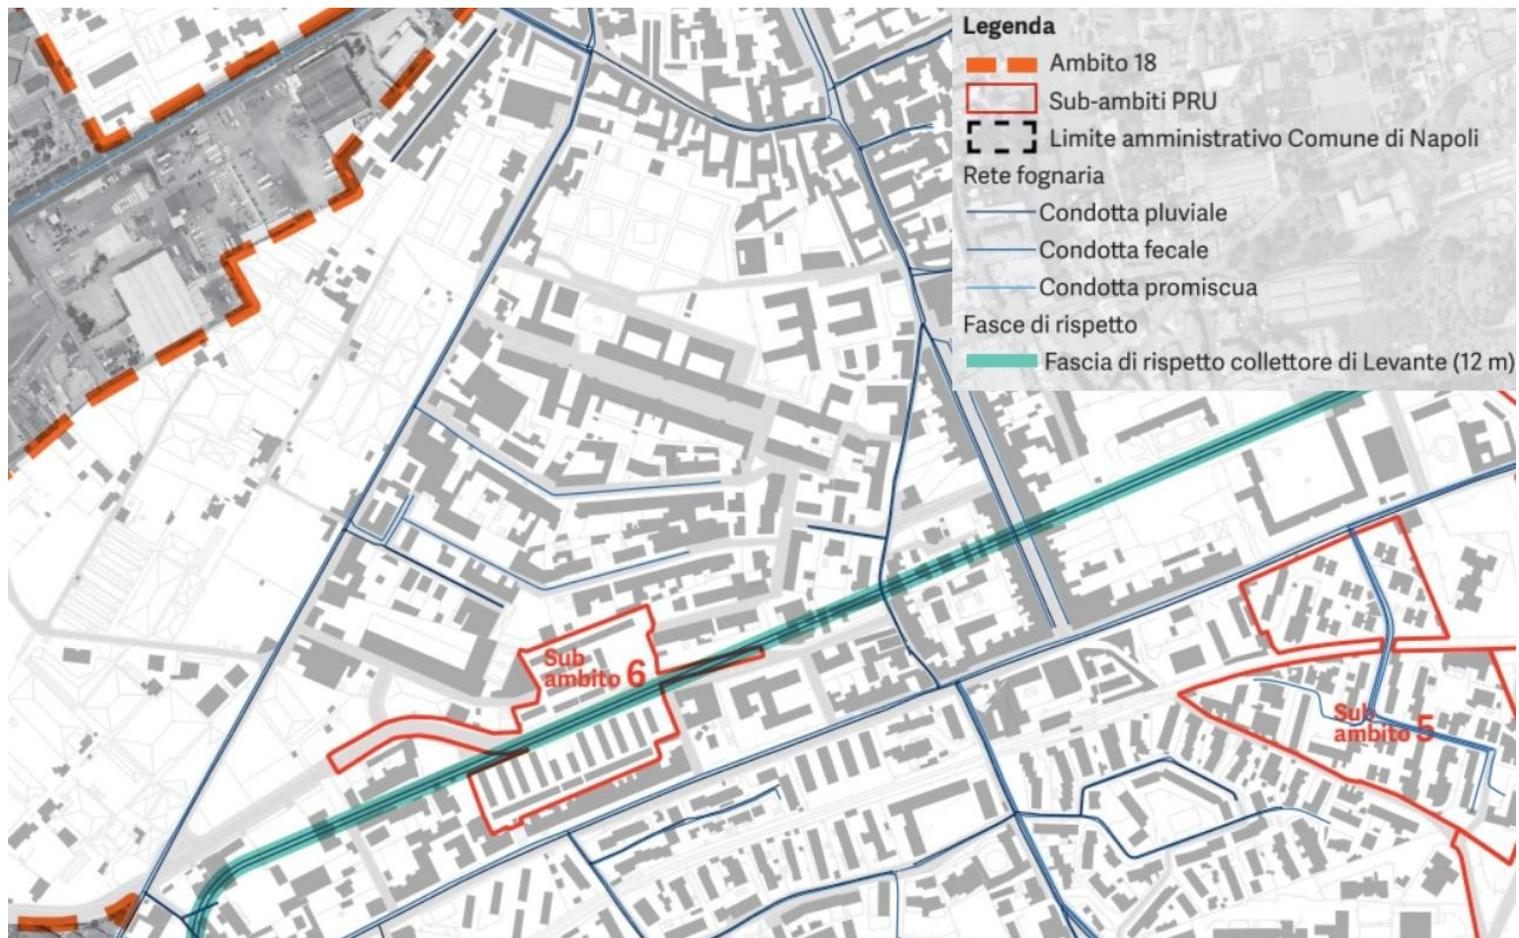 Legenda
Ambito 18
Sub-ambiti PRU
Limite amministrativo Comune di Napoli
Rete fognaria
Condotta pluviale
Condotta fecale
Condotta promiscua
Fasce di rispetto
Fascia di rispetto collettore di Levante (12 m)
Sub
ambito 6
Sub
ambito 5